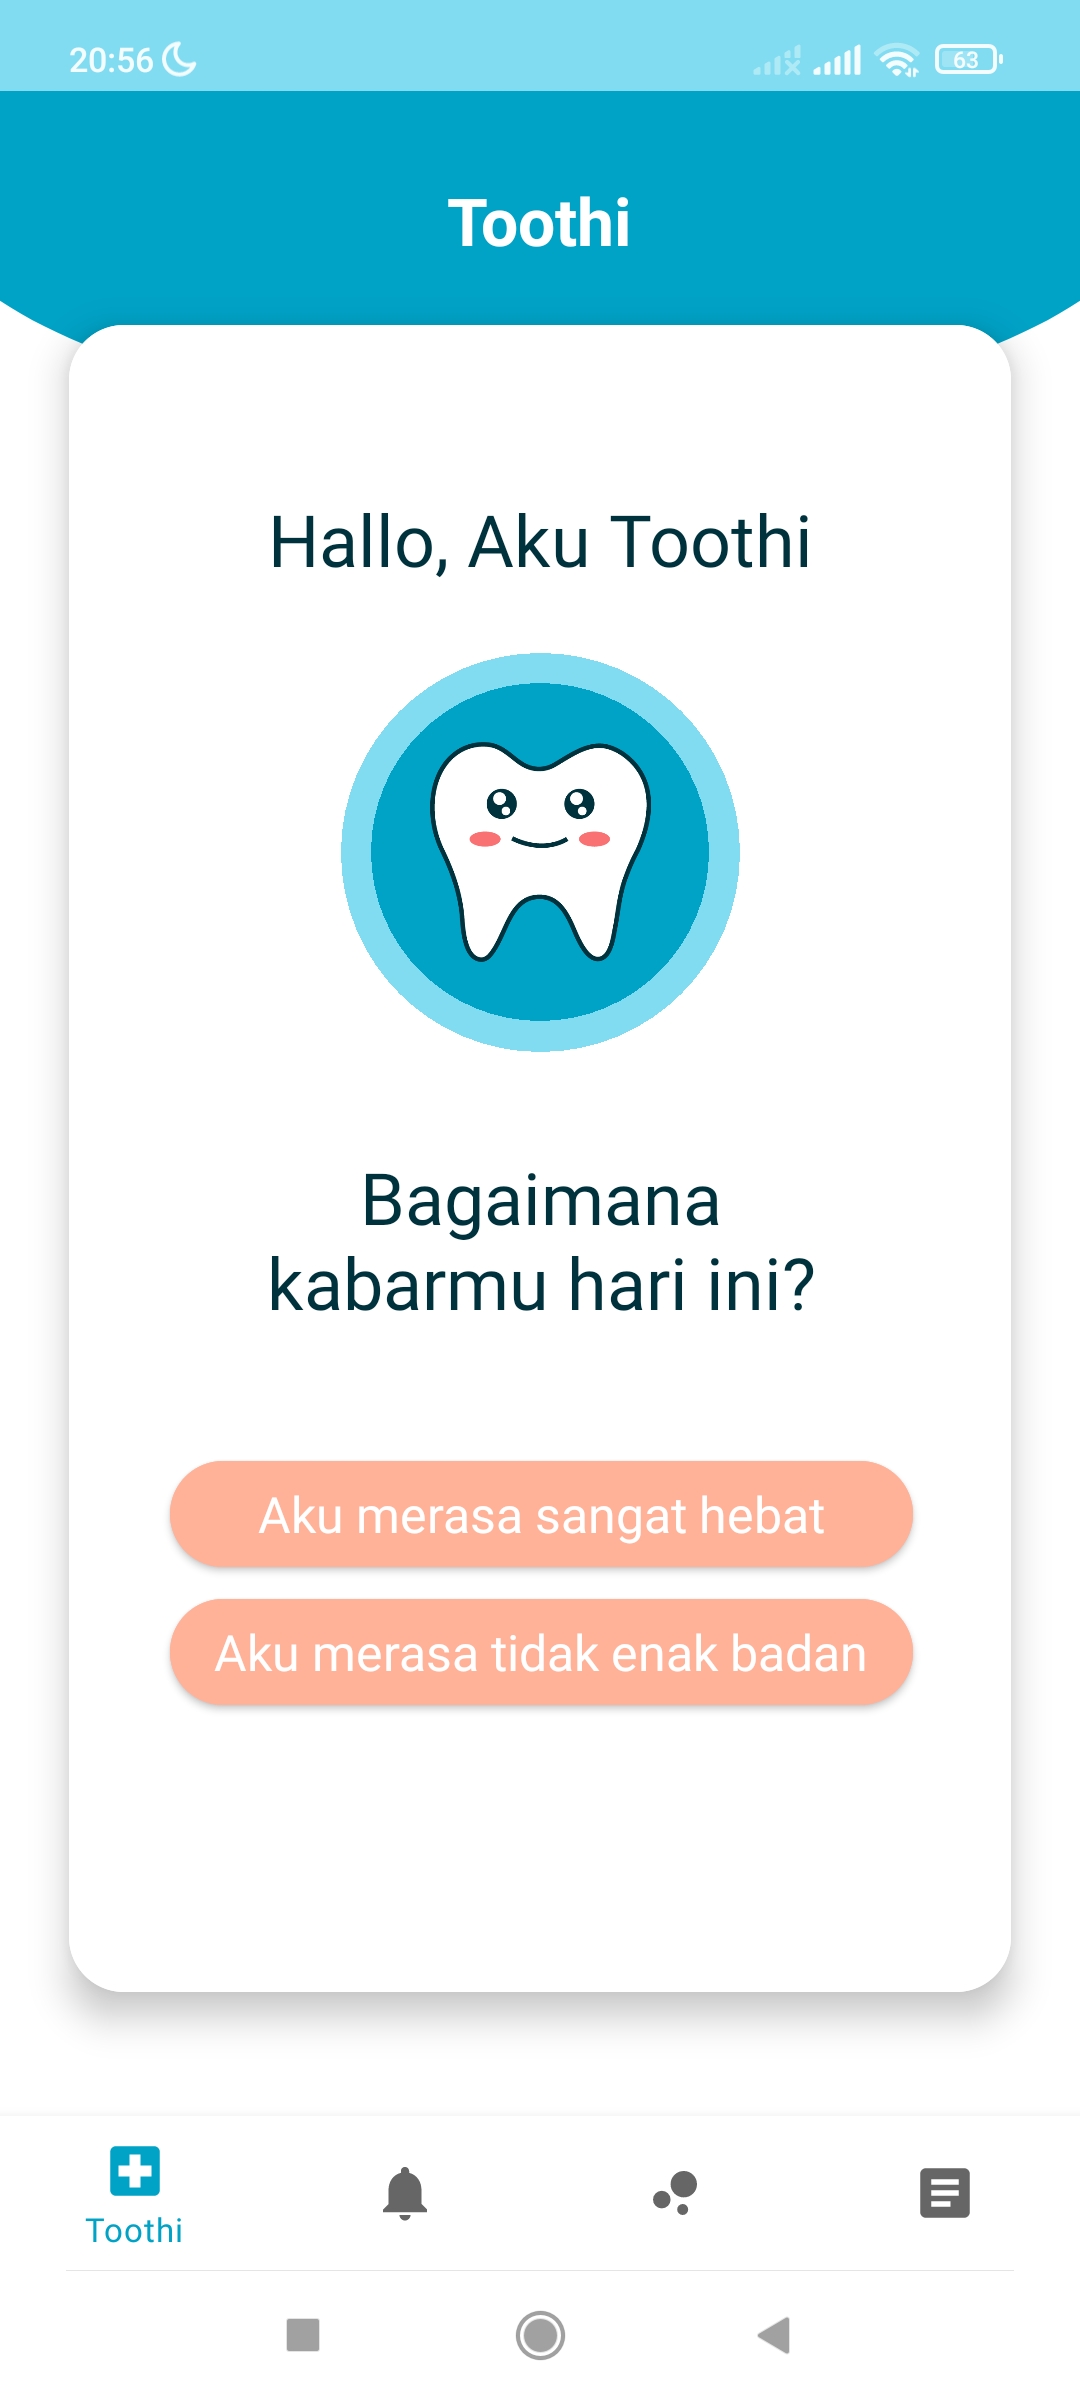 20:56
63
Toothi
Hallo, Aku Toothi
Bagaimana
kabarmu hari ini?
Aku merasa sangat hebat
Aku merasa tidak enak badan
Toothi